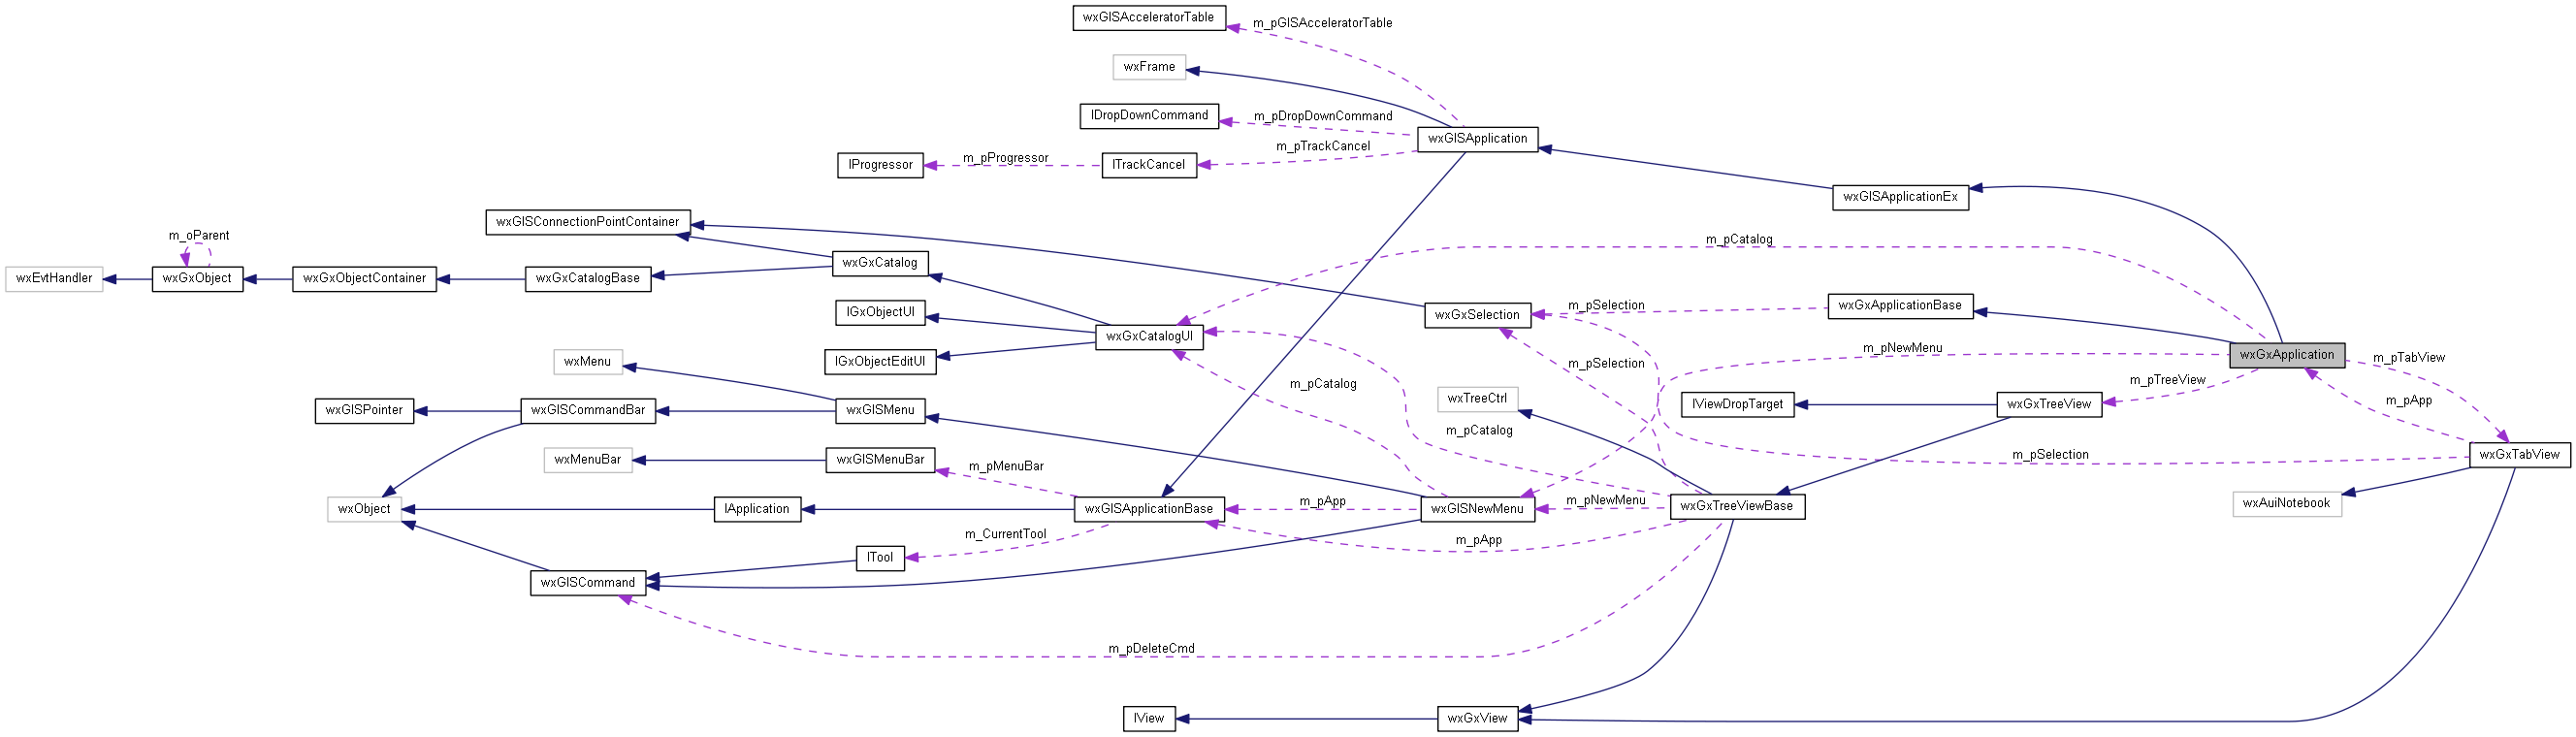 wxGISAcceleratorTable
m_pGISAcceleratorTable
wxFrame
IDropDownCommand
m_pDropDownCommand
wxGISApplication
m_pTrackCancel
IProgressor
m_pProgressor
ITrackCancel
wxGISApplicationEx
wxGISConnectionPointContainer
m_oParent
m_pCatalog
wxGxCatalog
wxEvtHandler
wxGxObject
wxGxObjectContainer
wxGxCatalogBase
m_pSelection
wxGxApplicationBase
IGxObjectUI
wxGxSelection
wxGxCatalogUI
m_pNewMenu
wxGxApplication
m_pTabView
wxMenu
IGxObjectEditUI
m_pSelection
m_pTreeView
m_pCatalog
wxTreeCtrl
IViewDropTarget
wxGxTreeView
m_pApp
wxGISPointer
wxGISCommandBar
wxGISMenu
m_pCatalog
m_pSelection
wxGxTabView
wxMenuBar
wxGISMenuBar
m_pMenuBar
m_pApp
m_pNewMenu
wxAuiNotebook
wxObject
IApplication
wxGISApplicationBase
wxGISNewMenu
wxGxTreeViewBase
m_CurrentTool
m_pApp
ITool
wxGISCommand
m_pDeleteCmd
IView
wxGxView